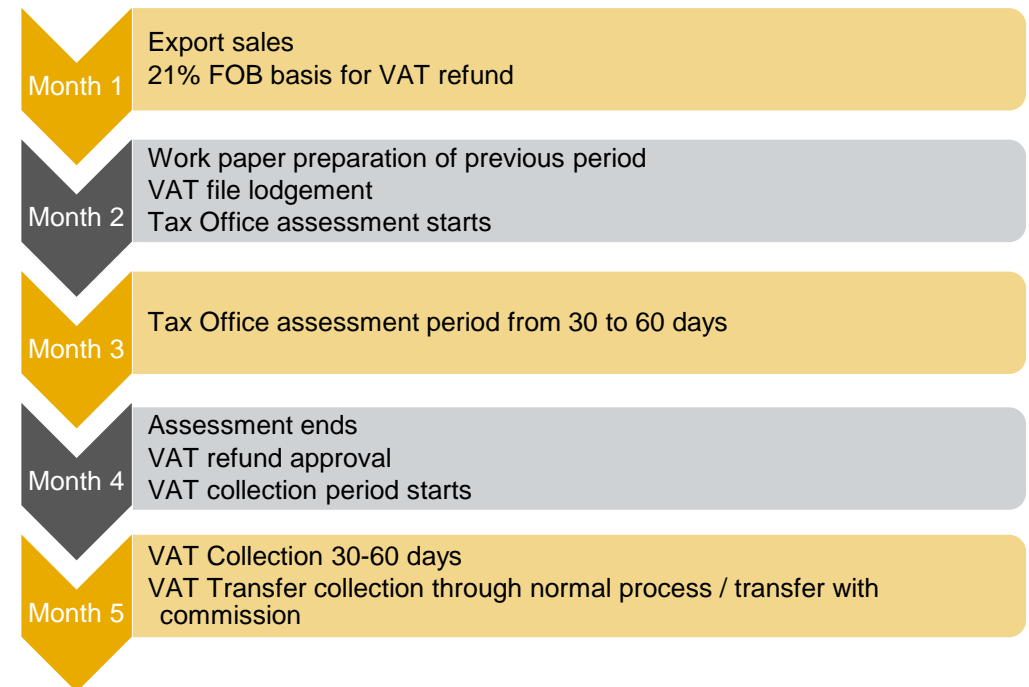 Month 1
Export sales
21% FOB basis for VAT refund
Month 2
Work paper preparation of previous period
VAT file lodgement
Tax Office assessment starts
Month 3
Tax Office assessment period from 30 to 60 days
Month 4
Assessment ends
VAT refund approval
VAT collection period starts
Month 5
VAT Collection 30-60 days
VAT Transfer collection through normal process / transfer with
commission